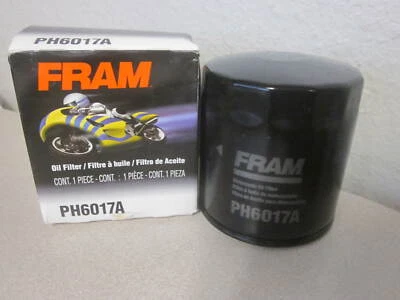 PH6017A
FRAM
Oil Filter / Filtre à huile / Filtro de Aceite
CONT. 1 PIECE - CONT. : 1 PIÈCE - CONT. 1 PIEZA
PH6017A
FRAM
PH6017A